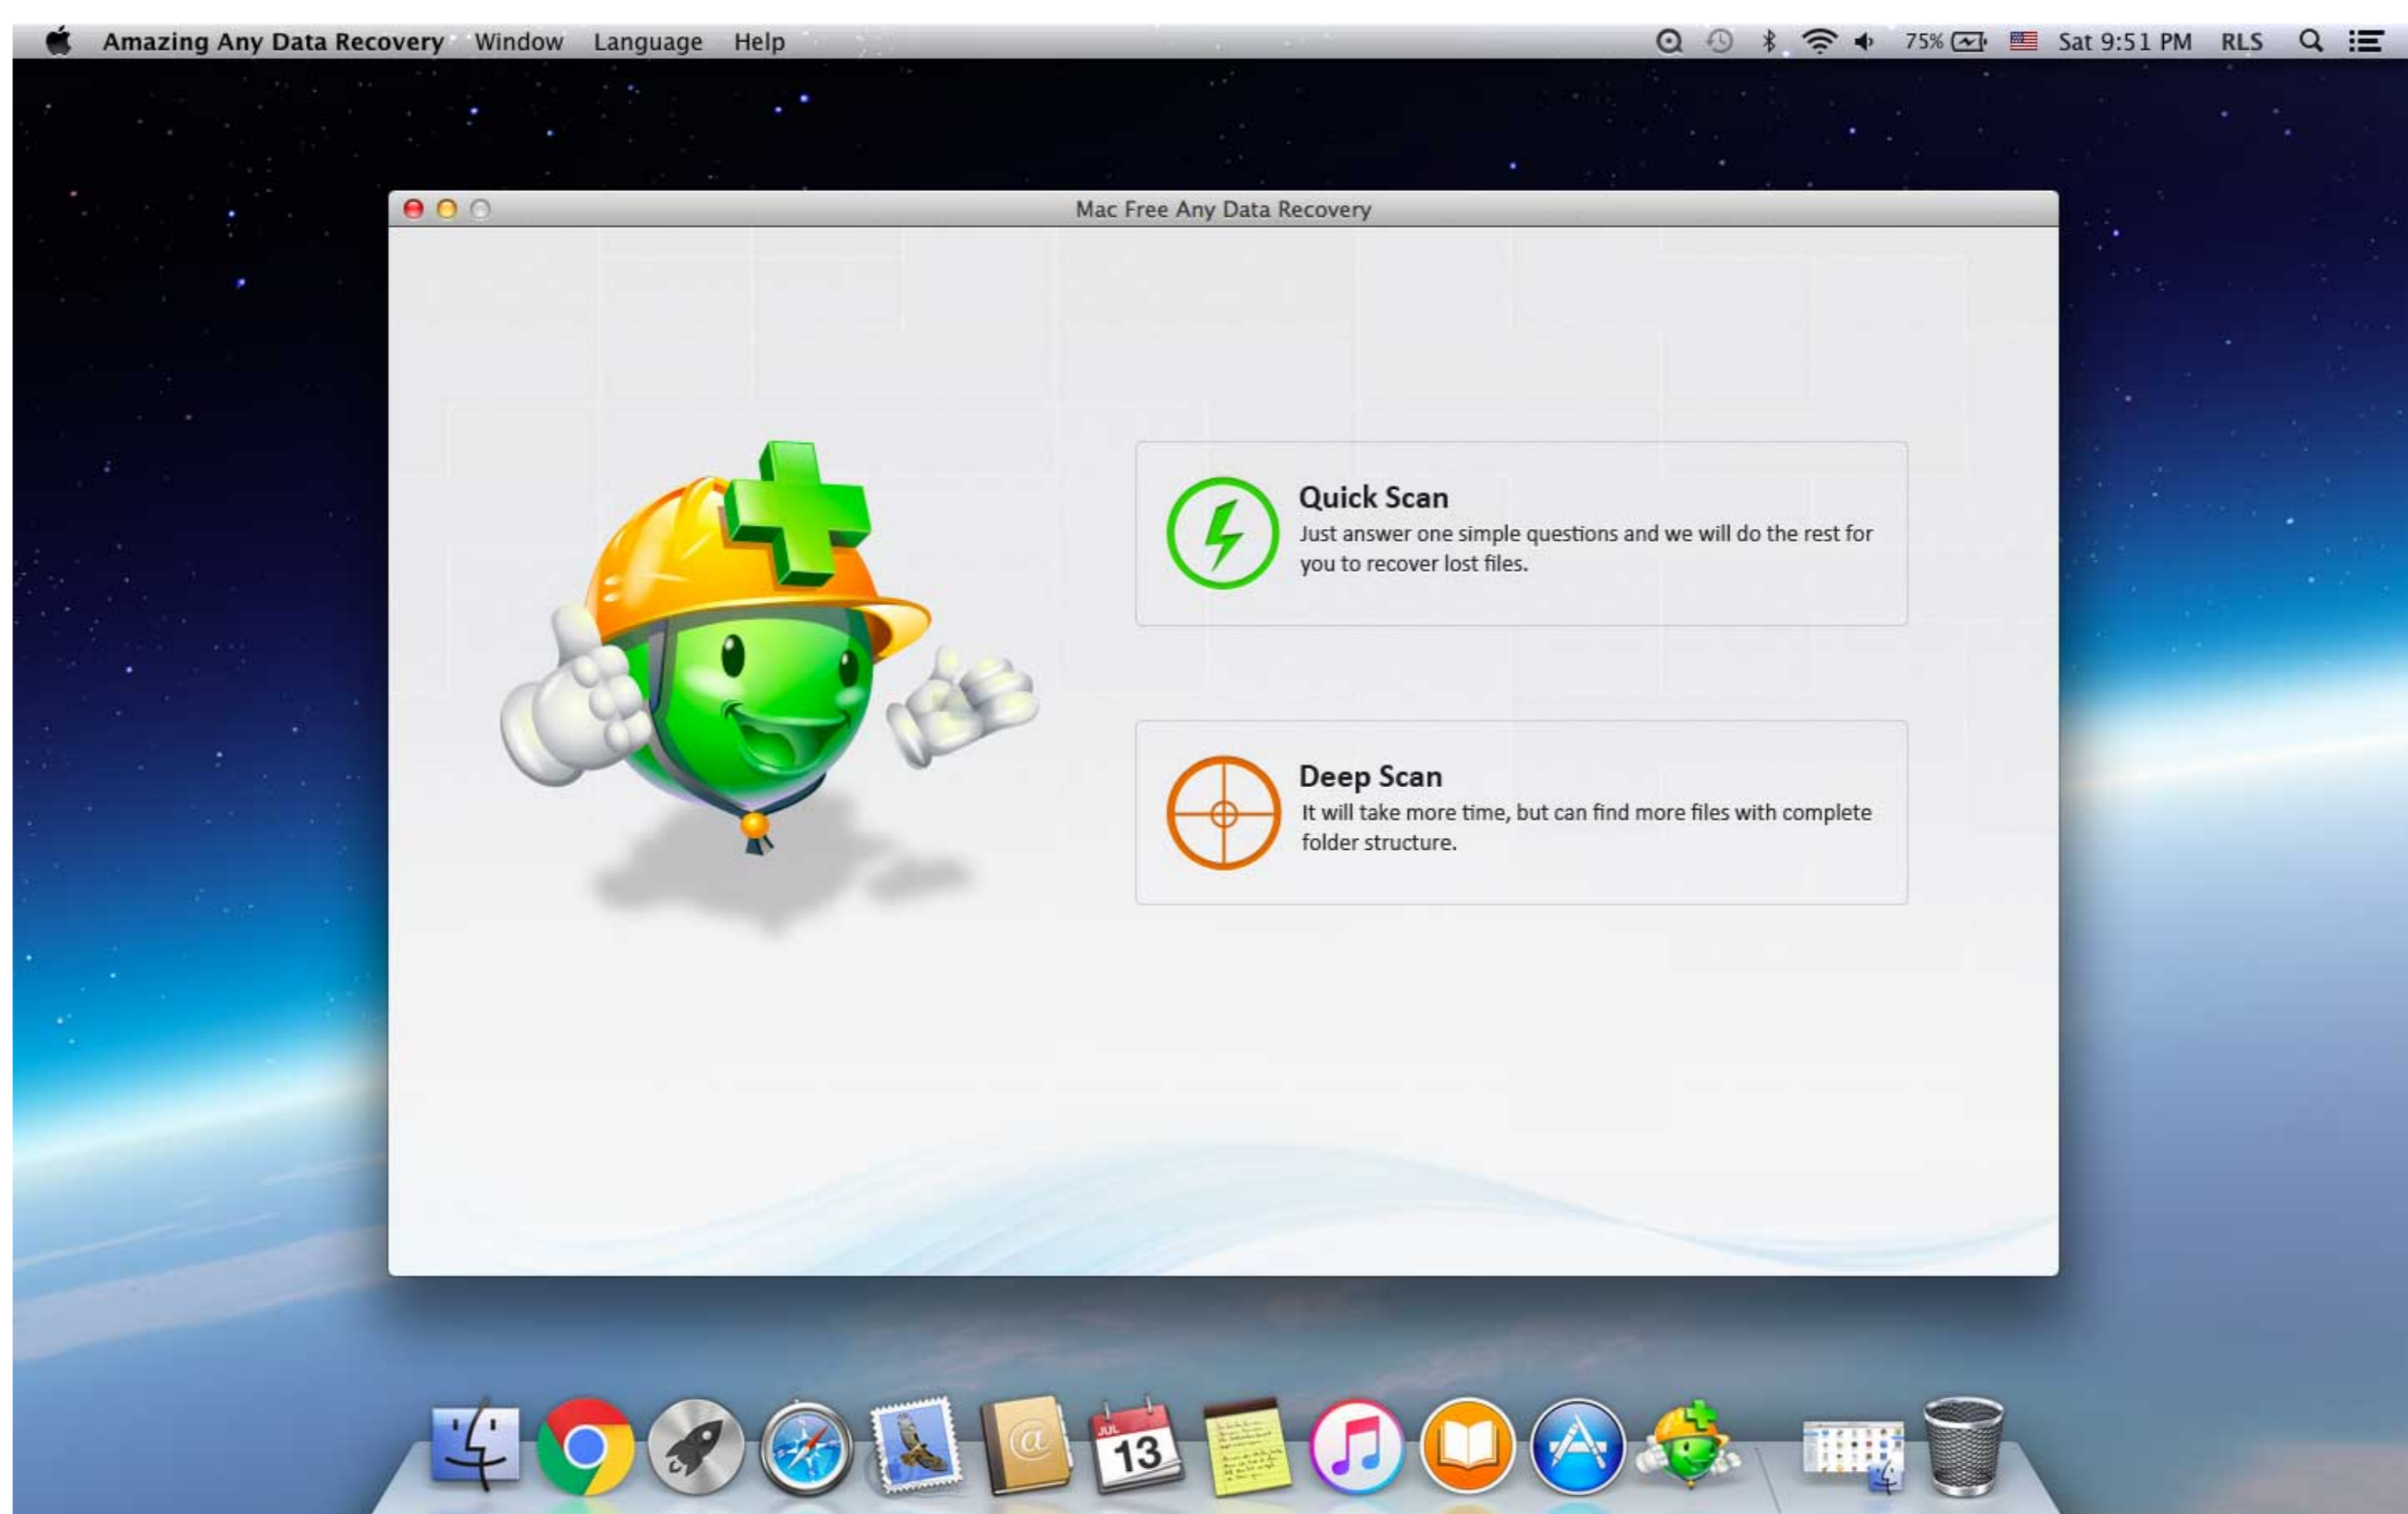 Amazing Any Data Recovery Window Language Help 75% Sat 9:51 PM RLS
Mac Free Any Data Recovery
Quick Scan
Just answer one simple questions and we will do the rest for
you to recover lost files.
Deep Scan
It will take more time, but can find more files with complete
folder structure.
@
JUL
13